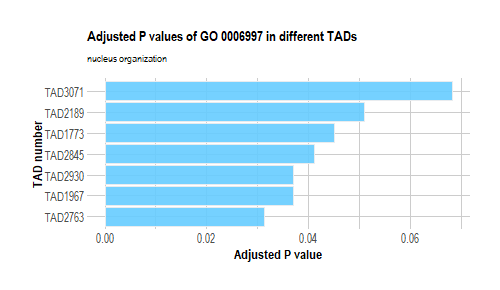 Adjusted P values of GO 0006997 in different TADs
nucleus organization
TAD number
TAD3071
TAD2189
TAD1773
TAD2845
TAD2930
TAD1967
TAD2763
0.00 0.02 0.04 0.06
Adjusted P value